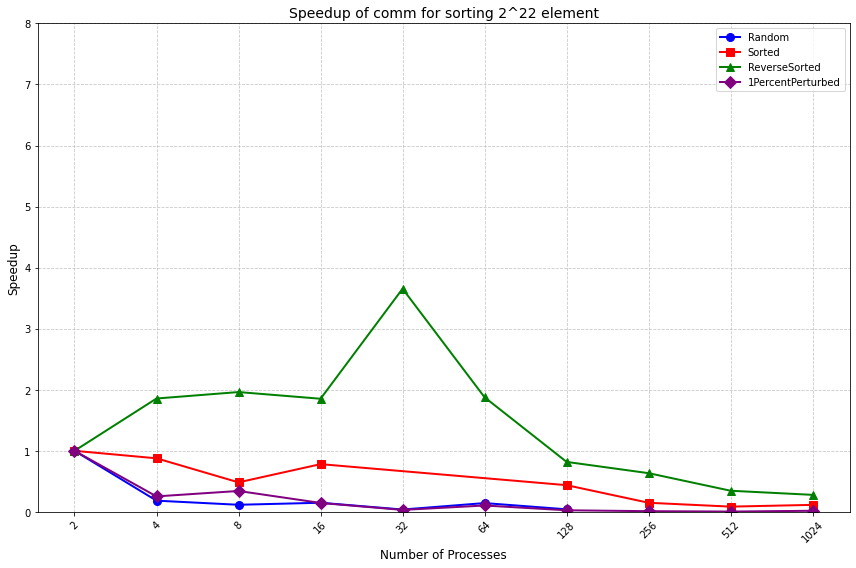 Speedup of comm for sorting 2^22 element
Random
Sorted
ReverseSorted
1PercentPerturbed
8
7
6
5
4
3
2
1
0
Speedup
2 4 8 16 32 64 128 256 512 1024
Number of Processes